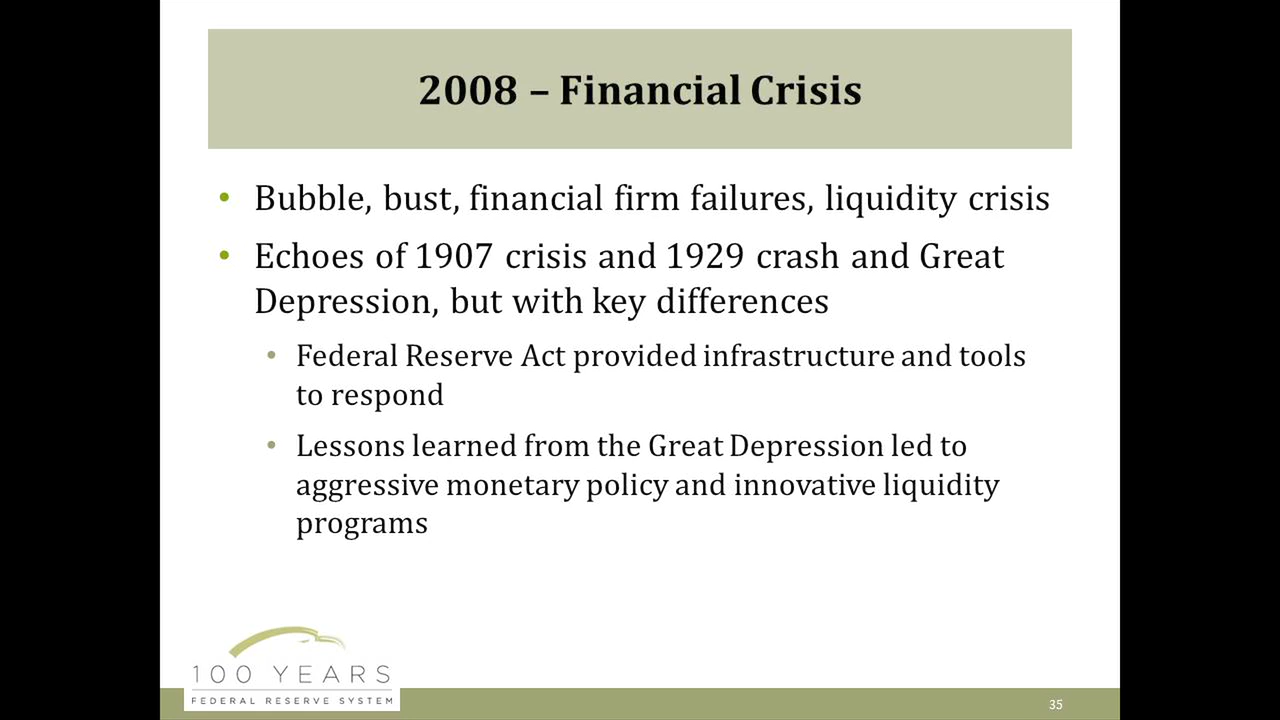 2008 – Financial Crisis
• Bubble, bust, financial firm failures, liquidity crisis
• Echoes of 1907 crisis and 1929 crash and Great
Depression, but with key differences
• Federal Reserve Act provided infrastructure and tools
to respond
• Lessons learned from the Great Depression led to
aggressive monetary policy and innovative liquidity
programs
100 YEARS
FEDERAL RESERVE SYSTEM
35